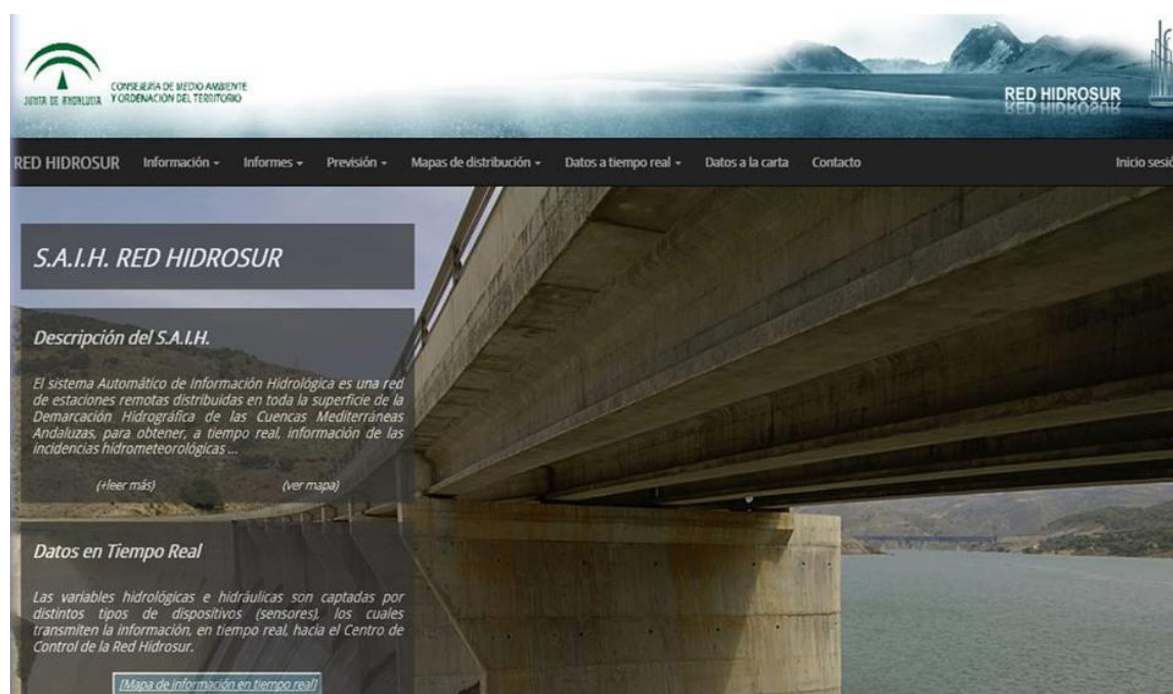 JUNTA DE ANDALUCIA
CONSEJERÍA DE MEDIO AMBIENTE
Y ORDENACIÓN DEL TERRITORIO
RED HIDROSUR
RED HIDROSUR
Información
Informes
Previsión
Mapas de distribución
Datos a tiempo real
Datos a la carta
Contacto
Inicio sesió
S.A.I.H. RED HIDROSUR
Descripción del S.A.I.H.
El sistema Automático de Información Hidrológica es una red
de estaciones remotas distribuidas en toda la superficie de la
Demarcación Hidrográfica de las Cuencas Mediterráneas
Andaluzas, para obtener, a tiempo real, información de las
incidencias hidrometeorológicas ...
(+leer más)
(ver mapa)
Datos en Tiempo Real
Las variables hidrológicas e hidráulicas son captadas por
distintos tipos de dispositivos (sensores), los cuales
transmiten la información, en tiempo real, hacia el Centro de
Control de la Red Hidrosur.
[Mapa de información en tiempo real]